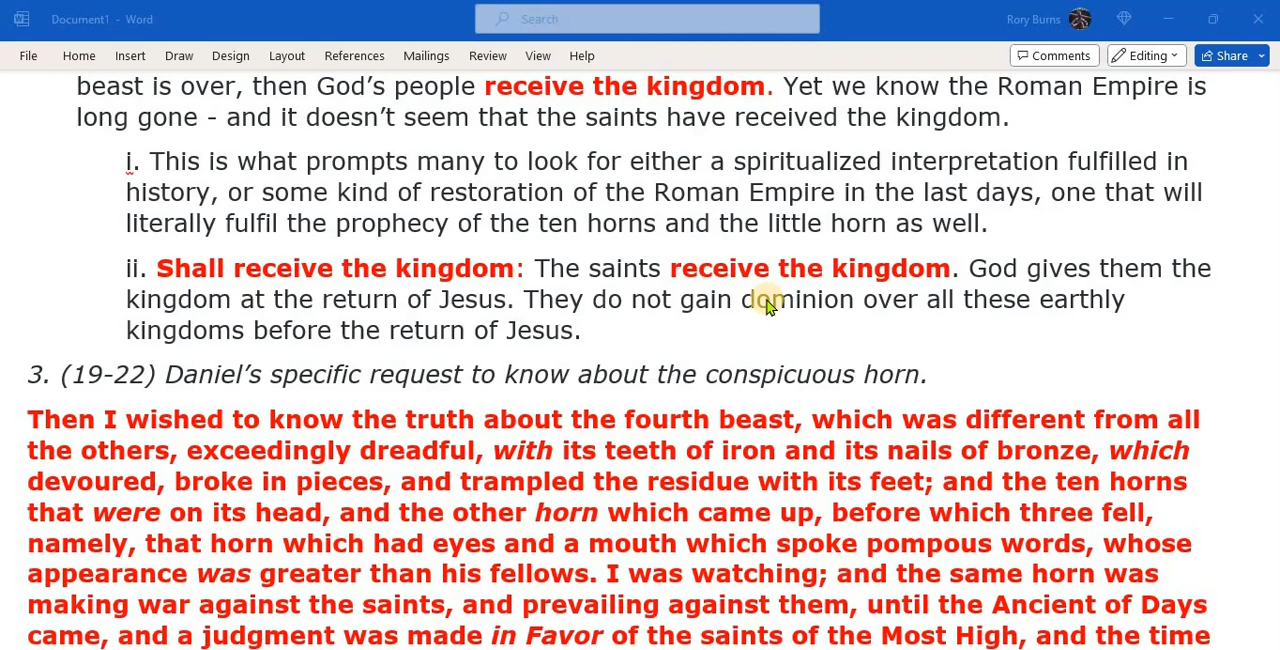 Document1 - Word
Search
Rory Burns
File Home Insert Draw Design Layout References Mailings Review View Help Comments Editing Share
beast is over, then God’s people receive the kingdom. Yet we know the Roman Empire is
long gone - and it doesn’t seem that the saints have received the kingdom.
i. This is what prompts many to look for either a spiritualized interpretation fulfilled in
history, or some kind of restoration of the Roman Empire in the last days, one that will
literally fulfil the prophecy of the ten horns and the little horn as well.
ii. Shall receive the kingdom: The saints receive the kingdom. God gives them the
kingdom at the return of Jesus. They do not gain dominion over all these earthly
kingdoms before the return of Jesus.
3. (19-22) Daniel’s specific request to know about the conspicuous horn.
Then I wished to know the truth about the fourth beast, which was different from all
the others, exceedingly dreadful, with its teeth of iron and its nails of bronze, which
devoured, broke in pieces, and trampled the residue with its feet; and the ten horns
that were on its head, and the other horn which came up, before which three fell,
namely, that horn which had eyes and a mouth which spoke pompous words, whose
appearance was greater than his fellows. I was watching; and the same horn was
making war against the saints, and prevailing against them, until the Ancient of Days
came, and a judgment was made in Favor of the saints of the Most High, and the time